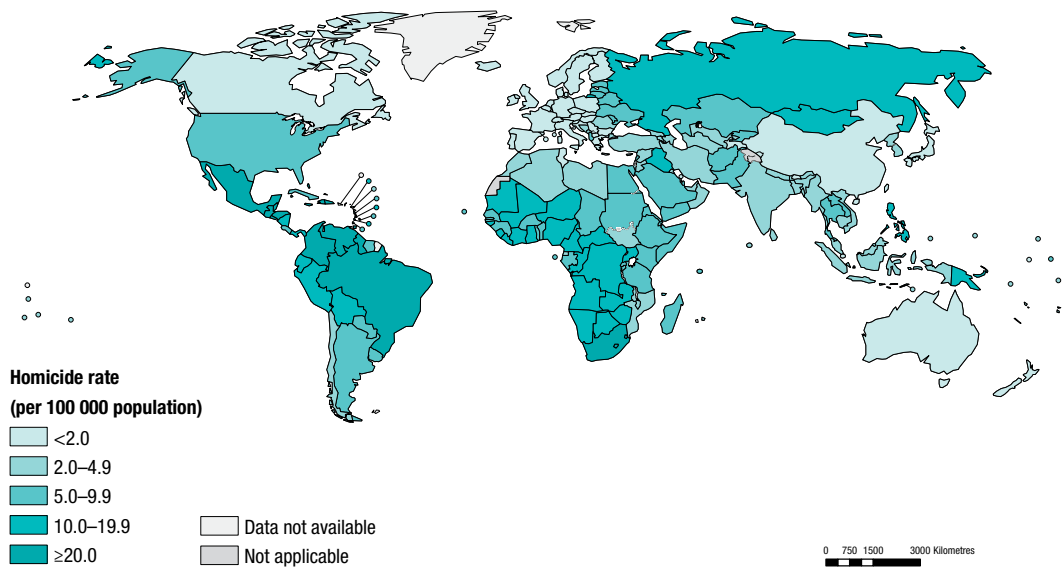 Homicide rate
(per 100 000 population)
<2.0
2.0–4.9
5.0–9.9
10.0–19.9
≥20.0
Data not available
Not applicable
0 750 1500 3000 Kilometres